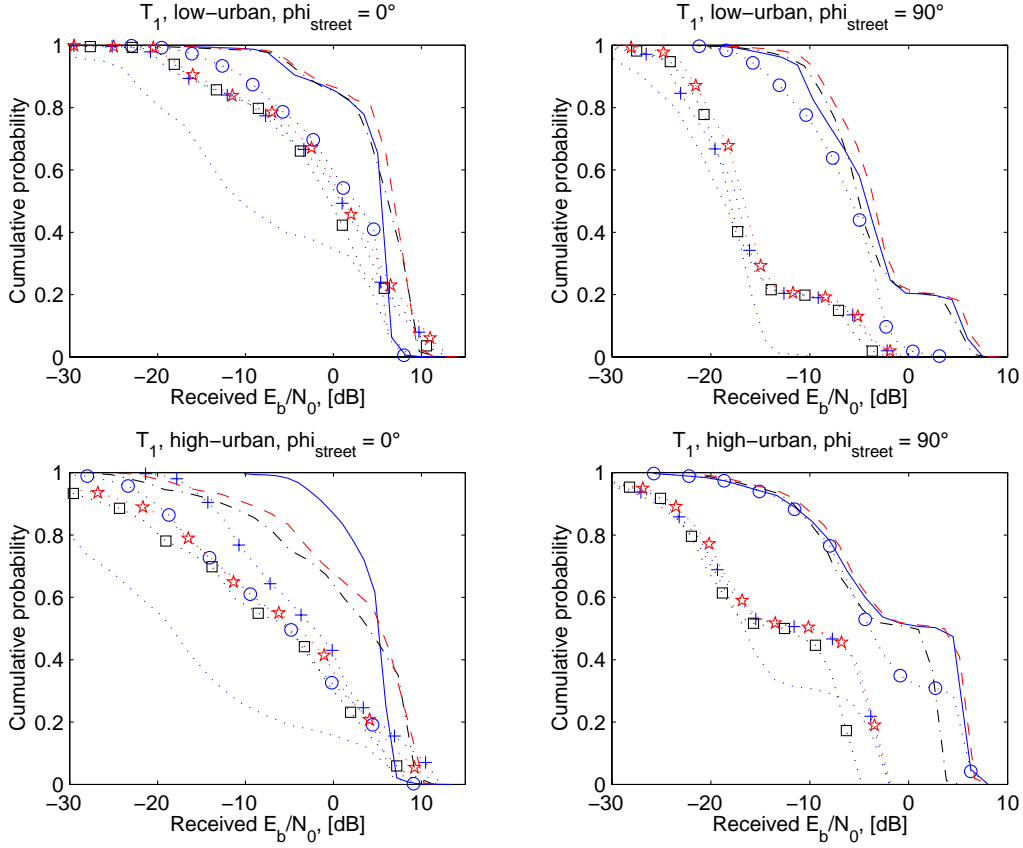 T1, low−urban, phistreet = 0°
1
0.8
0.6
0.4
0.2
0
Cumulative probability
−30 −20 −10 0 10
Received Eb/N0, [dB]
T1, low−urban, phistreet = 90°
1
0.8
0.6
0.4
0.2
0
Cumulative probability
−30 −20 −10 0
Received Eb/N0, [dB]
T1, high−urban, phistreet = 0°
1
0.8
0.6
0.4
0.2
0
Cumulative probability
−30 −20 −10 0 10
Received Eb/N0, [dB]
T1, high−urban, phistreet = 90°
1
0.8
0.6
0.4
0.2
0
Cumulative probability
−30 −20 −10 0
Received Eb/N0, [dB]